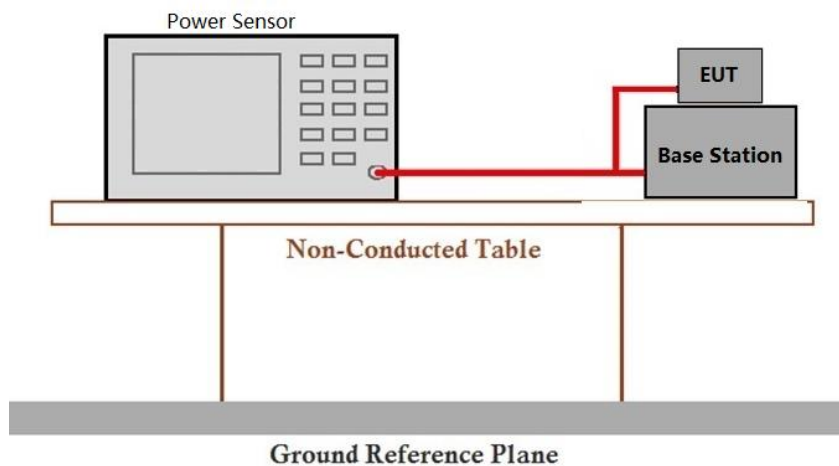 Power Sensor
EUT
Base Station
Non-Conducted Table
Ground Reference Plane